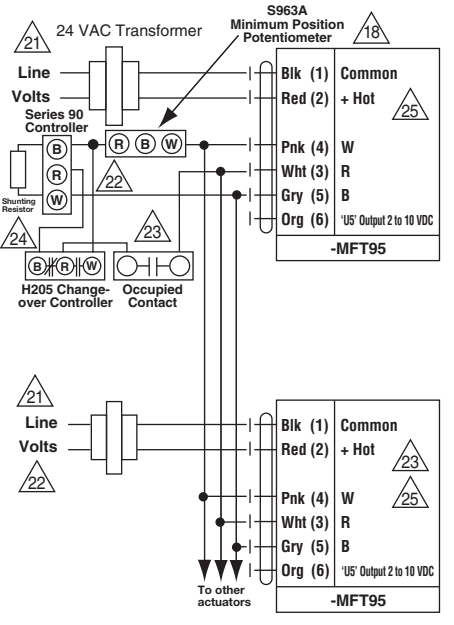 S963A
Minimum Position
Potentiometer
21
24 VAC Transformer
18
Line
Volts
Blk (1) Common
Red (2) + Hot
25
Series 90
Controller
B
R
W
R B W
Pnk (4) W
Wht (3) R
Gry (5) B
Org (6) ‘U5’ Output 2 to 10 VDC
-MFT95
Shunting
Resistor
22
24
23
B R W
H205 Change-
over Controller
Occupied
Contact
21
Line
Volts
22
Blk (1) Common
Red (2) + Hot
23
25
Pnk (4) W
Wht (3) R
Gry (5) B
Org (6) ‘U5’ Output 2 to 10 VDC
-MFT95
To other
actuators